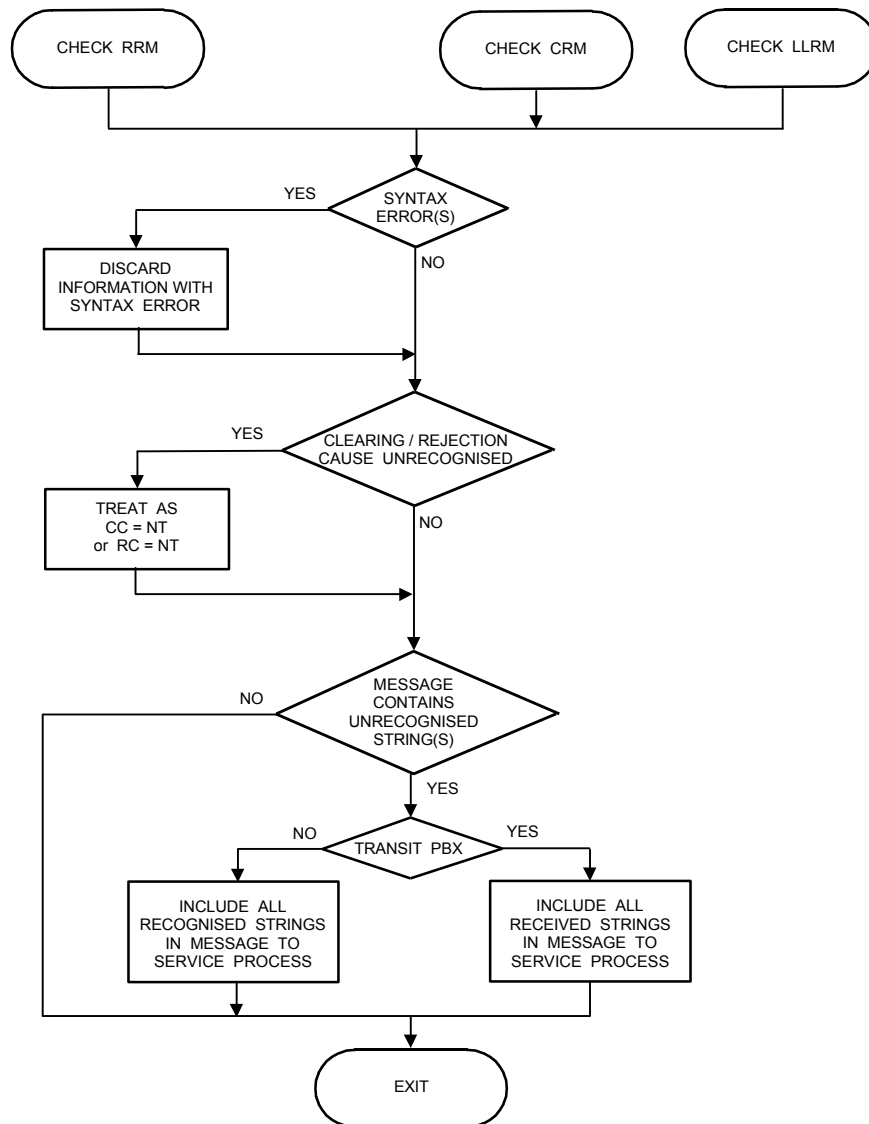 CHECK RRM
CHECK CRM
CHECK LLRM
YES
SYNTAX
ERROR(S)
NO
DISCARD
INFORMATION WITH
SYNTAX ERROR
YES
CLEARING / REJECTION
CAUSE UNRECOGNISED
NO
TREAT AS
CC = NT
or RC = NT
NO
MESSAGE
CONTAINS
UNRECOGNISED
STRING(S)
YES
NO
TRANSIT PBX
YES
INCLUDE ALL
RECOGNISED STRINGS
IN MESSAGE TO
SERVICE PROCESS
INCLUDE ALL
RECEIVED STRINGS
IN MESSAGE TO
SERVICE PROCESS
EXIT